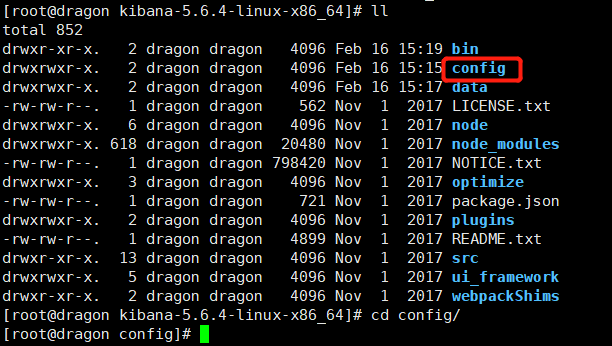 [root@dragon kibana-5.6.4-linux-x86_64]# ll
total 852
drwxr-xr-x. 2 dragon dragon 4096 Feb 16 15:19 bin
drwxrwxr-x. 2 dragon dragon 4096 Feb 16 15:15 config
drwxrwxr-x. 2 dragon dragon 4096 Feb 16 15:17 data
-rw-rw-r--. 1 dragon dragon 562 Nov 1 2017 LICENSE.txt
drwxrwxr-x. 6 dragon dragon 4096 Nov 1 2017 node
drwxrwxr-x. 618 dragon dragon 20480 Nov 1 2017 node_modules
-rw-rw-r--. 1 dragon dragon 798420 Nov 1 2017 NOTICE.txt
drwxrwxr-x. 3 dragon dragon 4096 Nov 1 2017 optimize
-rw-rw-r--. 1 dragon dragon 721 Nov 1 2017 package.json
drwxrwxr-x. 2 dragon dragon 4096 Nov 1 2017 plugins
-rw-rw-r--. 1 dragon dragon 4899 Nov 1 2017 README.txt
drwxrwxr-x. 13 dragon dragon 4096 Nov 1 2017 src
drwxrwxr-x. 5 dragon dragon 4096 Nov 1 2017 ui_framework
drwxrwxr-x. 2 dragon dragon 4096 Nov 1 2017 webpackShims
[root@dragon kibana-5.6.4-linux-x86_64]# cd config/
[root@dragon config]#